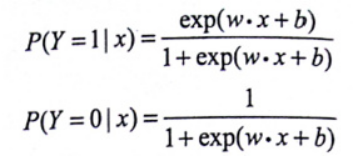 P(Y=1|x)= exp(w·x+b) / 1+exp(w·x+b)
P(Y=0|x)= 1 / 1+exp(w·x+b)